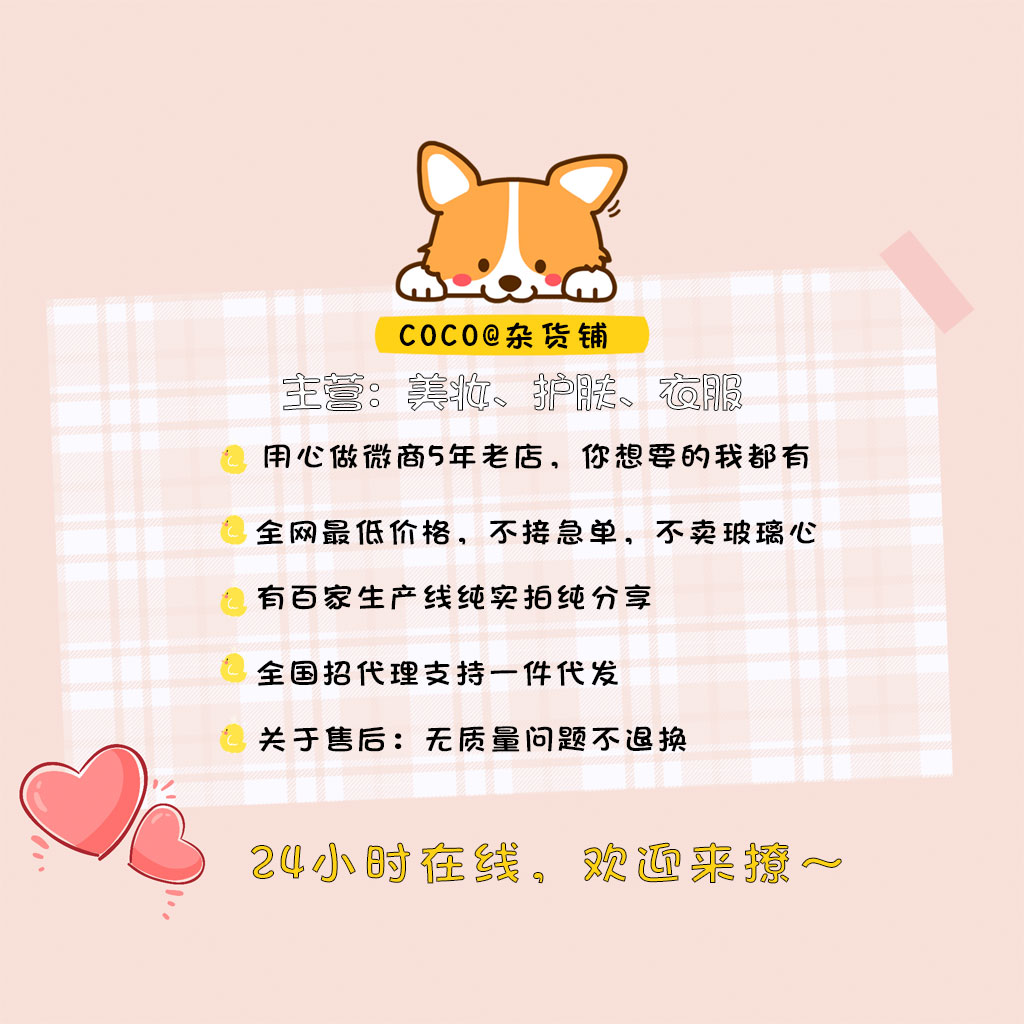 COCO@杂货铺
主营：美妆、护肤、衣服
用心做微商5年老店，你想要的我都有
全网最低价格，不接急单，不卖玻璃心
有百家生产线纯实拍纯分享
全国招代理支持一件代发
关于售后：无质量问题不退换
24小时在线，欢迎来撩～